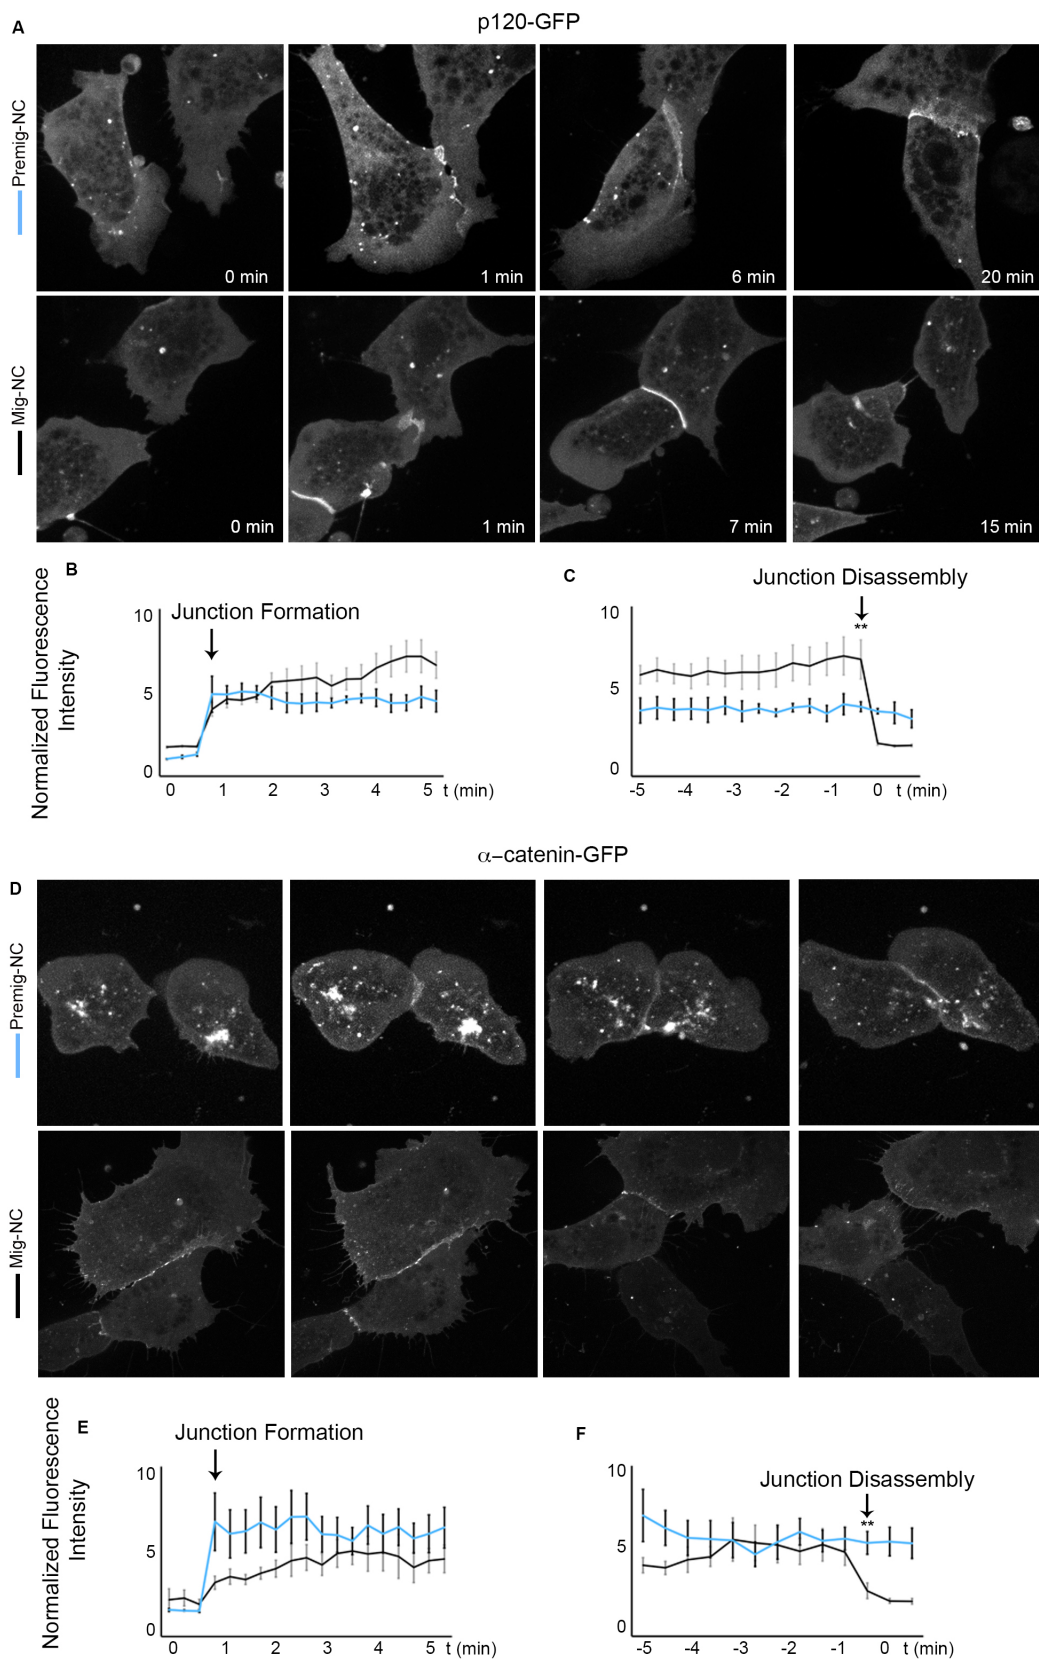 A
p120-GFP
Premig-NC
0 min
1 min
6 min
20 min
Mig-NC
0 min
1 min
7 min
15 min
B
Normalized Fluorescence
Intensity
Junction Formation
10
5
0
0 1 2 3 4 5 t (min)
C
Junction Disassembly
**
10
5
0
-5 -4 -3 -2 -1 0 t (min)
α–catenin-GFP
D
Premig-NC
Mig-NC
E
Normalized Fluorescence
Intensity
Junction Formation
10
5
0
0 1 2 3 4 5 t (min)
F
Junction Disassembly
**
10
5
0
-5 -4 -3 -2 -1 0 t (min)